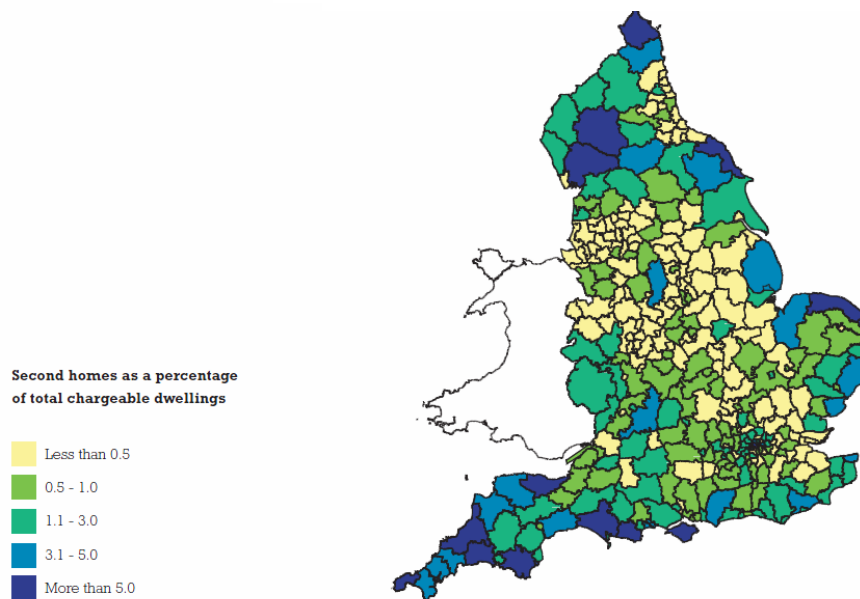 Second homes as a percentage
of total chargeable dwellings
Less than 0.5
0.5 - 1.0
1.1 - 3.0
3.1 - 5.0
More than 5.0